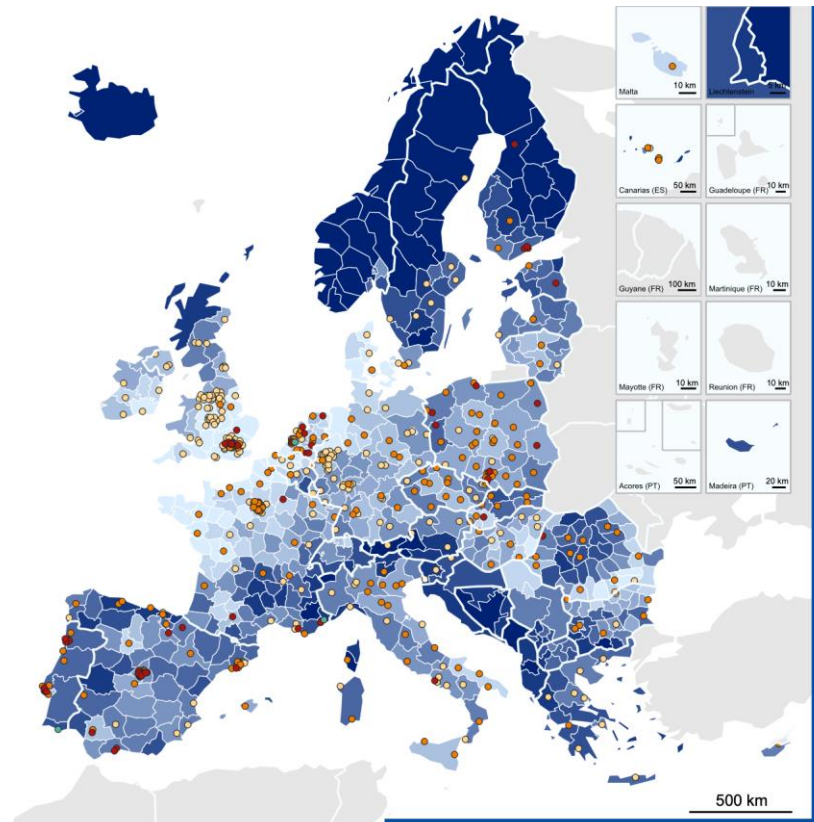 Malta
10 km
Liechtenstein
5 km
Canarias (ES)
50 km
Guadeloupe (FR)
10 km
Guyane (FR)
100 km
Martinique (FR)
10 km
Mayotte (FR)
10 km
Reunion (FR)
10 km
Acores (PT)
50 km
Madeira (PT)
20 km
500 km